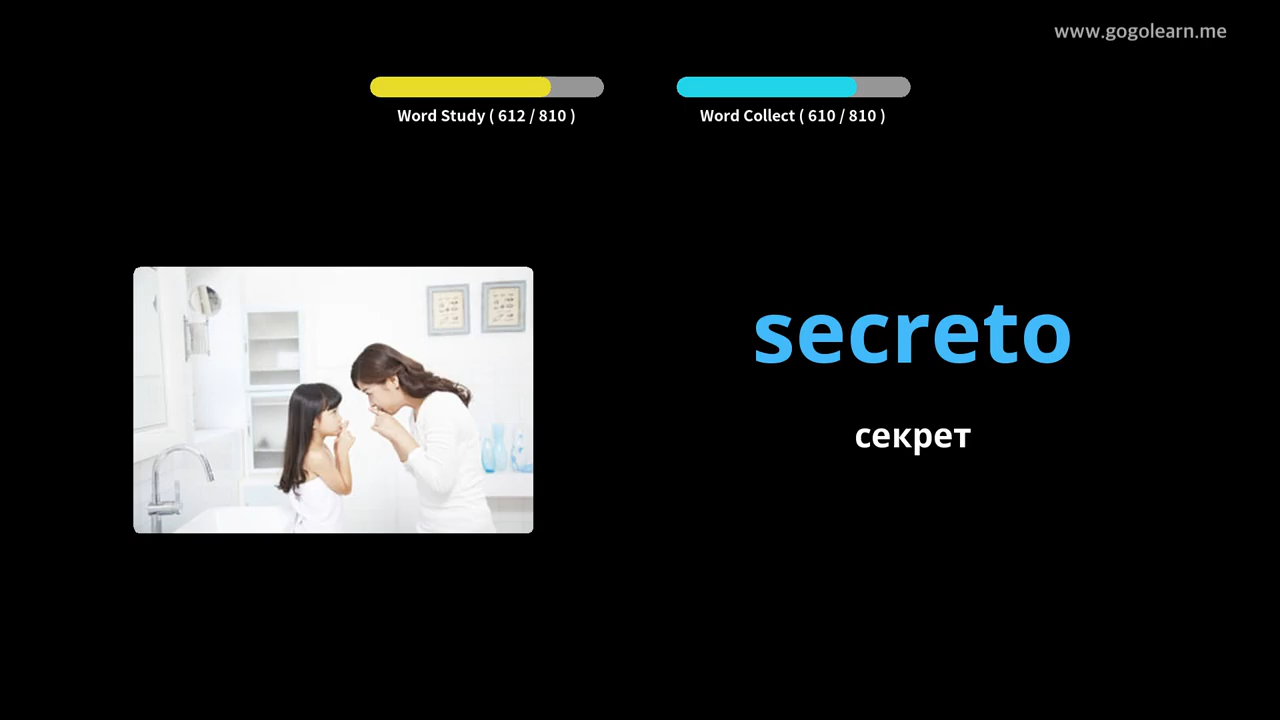 www.gogolearn.me
Word Study ( 612 / 810 )
Word Collect ( 610 / 810 )
secreto
секрет